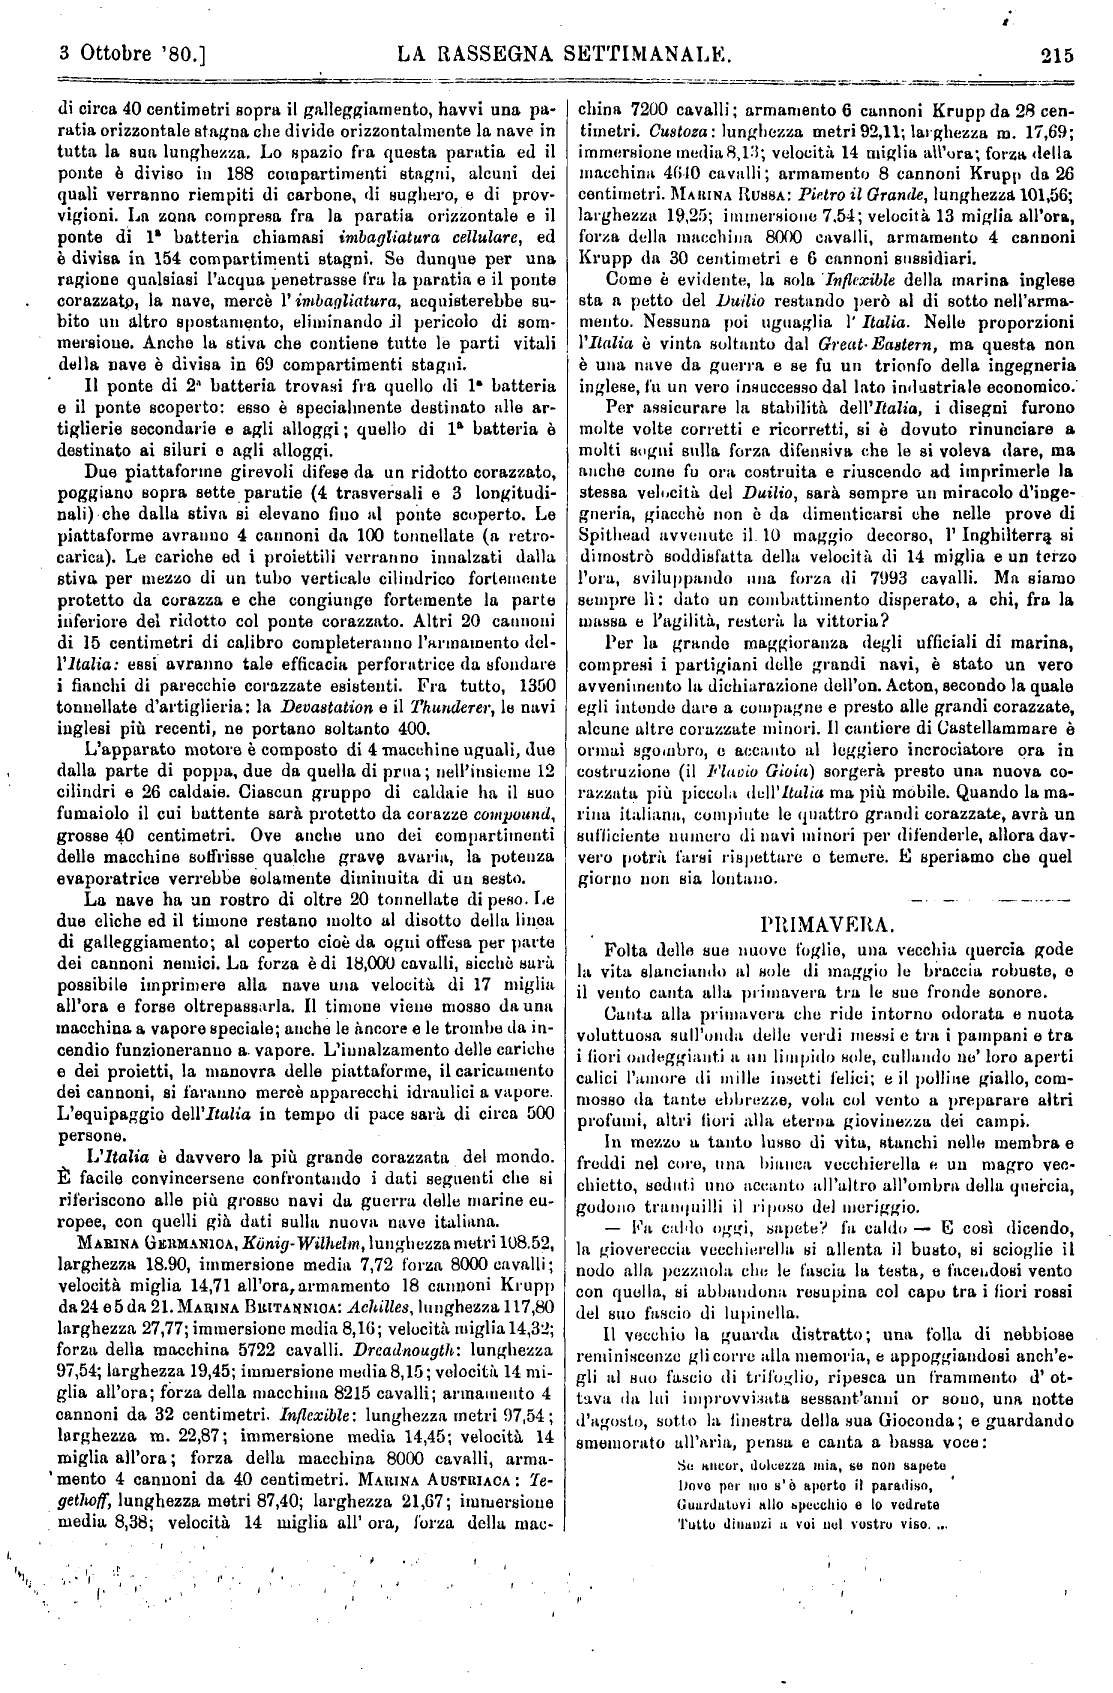 3 Ottobre '80.] LA RASSEGNA SETTIMANALE. 215
di circa 40 centimetri sopra il galleggiamento, havvi una pa-
ratia orizzontale stagna che divide orizzontalmente la nave in
tutta la sua lunghezza. Lo spazio fra questa paratia ed il
ponte è diviso in 188 compartimenti stagni, alcuni dei
quali verranno riempiti di carbone, di sughero, e di prov-
vigioni. La zona compresa fra la paratia orizzontale e il
ponte di 1ª batteria chiamasi imbagliatura cellulare, ed
è divisa in 154 compartimenti stagni. Se dunque per una
ragione qualsiasi l'acqua penetrasse fra la paratia e il ponte
corazzato, la nave, mercè l'imbagliatura, acquisterebbe su-
bito un altro spostamento, eliminando il pericolo di som-
mersione. Anche la stiva che contiene tutte le parti vitali
della nave è divisa in 69 compartimenti stagni.
Il ponte di 2ª batteria trovasi fra quello di 1ª batteria
e il ponte scoperto: esso è specialmente destinato alle ar-
tiglierie secondarie e agli alloggi; quello di 1ª batteria è
destinato ai siluri e agli alloggi.
Due piattaforme girevoli difese da un ridotto corazzato,
poggiano sopra sette paratie (4 trasversali e 3 longitudi-
nali) che dalla stiva si elevano fino al ponte scoperto. Le
piattaforme avranno 4 cannoni da 100 tonnellate (a retro-
carica). Le cariche ed i proiettili verranno innalzati dalla
stiva per mezzo di un tubo verticale cilindrico fortemente
protetto da corazza e che congiunge fortemente la parte
inferiore del ridotto col ponte corazzato. Altri 20 cannoni
di 15 centimetri di calibro completeranno l'armamento del-
l'Italia: essi avranno tale efficacia perforatrice da sfondare
i fianchi di parecchie corazzate esistenti. Fra tutto, 1350
tonnellate d'artiglieria: la Devastation e il Thunderer, le navi
inglesi più recenti, ne portano soltanto 400.
L'apparato motore è composto di 4 macchine uguali, due
dalla parte di poppa, due da quella di prua; nell'insieme 12
cilindri e 26 caldaie. Ciascun gruppo di caldaie ha il suo
fumaiolo il cui battente sarà protetto da corazze compound,
grosse 40 centimetri. Ove anche uno dei compartimenti
delle macchine soffrisse qualche grave avaria, la potenza
evaporatrice verrebbe solamente diminuita di un sesto.
La nave ha un rostro di oltre 20 tonnellate di peso. Le
due eliche ed il timone restano molto al disotto della linea
di galleggiamento; al coperto cioè da ogni offesa per parte
dei cannoni nemici. La forza è di 18,000 cavalli, sicchè sarà
possibile imprimere alla nave una velocità di 17 miglia
all'ora e forse oltrepassarla. Il timone viene mosso da una
macchina a vapore speciale; anche le àncore e le trombe da in-
cendio funzioneranno a vapore. L'innalzamento delle cariche
e dei proietti, la manovra delle piattaforme, il caricamento
dei cannoni, si faranno mercè apparecchi idraulici a vapore.
L'equipaggio dell'Italia in tempo di pace sarà di circa 500
persone.
L'Italia è davvero la più grande corazzata del mondo.
È facile convincersene confrontando i dati seguenti che si
riferiscono alle più grosse navi da guerra delle marine eu-
ropee, con quelli già dati sulla nuova nave italiana.
MARINA GERMANICA, König-Wilhelm, lunghezza metri 108.52,
larghezza 18.90, immersione media 7,72 forza 8000 cavalli;
velocità miglia 14,71 all'ora, armamento 18 cannoni Krupp
da 24 e 5 da 21. MARINA BRITANNICA: Achilles, lunghezza 117,80
larghezza 27,77; immersione media 8,16; velocità miglia 14,32;
forza della macchina 5722 cavalli. Dreadnougth: lunghezza
97,54; larghezza 19,45; immersione media 8,15; velocità 14 mi-
glia all'ora; forza della macchina 8215 cavalli; armamento 4
cannoni da 32 centimetri. Inflexible: lunghezza metri 97,54;
larghezza m. 22,87; immersione media 14,45; velocità 14
miglia all'ora; forza della macchina 8000 cavalli, arma-
mento 4 cannoni da 40 centimetri. MARINA AUSTRIACA: Te-
gethoff, lunghezza metri 87,40; larghezza 21,67; immersione
media 8,38; velocità 14 miglia all' ora, forza della mac-
china 7200 cavalli; armamento 6 cannoni Krupp da 28 cen-
timetri. Custoza: lunghezza metri 92,11; larghezza m. 17,69;
immersione media 8,13; velocità 14 miglia all'ora; forza della
macchina 4640 cavalli; armamento 8 cannoni Krupp da 26
centimetri. MARINA RUSSA: Pietro il Grande, lunghezza 101,56;
larghezza 19,25; immersione 7,54; velocità 13 miglia all'ora,
forza della macchina 8000 cavalli, armamento 4 cannoni
Krupp da 30 centimetri e 6 cannoni sussidiari.
Come è evidente, la sola Inflexible della marina inglese
sta a petto del Duilio restando però al di sotto nell'arma-
mento. Nessuna poi uguaglia l' Italia. Nelle proporzioni
l'Italia è vinta soltanto dal Great-Eastern, ma questa non
è una nave da guerra e se fu un trionfo della ingegneria
inglese, fu un vero insuccesso dal lato industriale economico.
Per assicurare la stabilità dell'Italia, i disegni furono
molte volte corretti e ricorretti, si è dovuto rinunciare a
molti sogni sulla forza difensiva che le si voleva dare, ma
anche come fu ora costruita e riuscendo ad imprimerle la
stessa velocità del Duilio, sarà sempre un miracolo d'inge-
gneria, giacchè non è da dimenticarsi che nelle prove di
Spithead avvenute il 10 maggio decorso, l' Inghilterra si
dimostrò soddisfatta della velocità di 14 miglia e un terzo
l'ora, sviluppando una forza di 7993 cavalli. Ma siamo
sempre lì: dato un combattimento disperato, a chi, fra la
massa e l'agilità, resterà la vittoria?
Per la grande maggioranza degli ufficiali di marina,
compresi i partigiani delle grandi navi, è stato un vero
avvenimento la dichiarazione dell'on. Acton, secondo la quale
egli intende dare a compagne e presto alle grandi corazzate,
alcune altre corazzate minori. Il cantiere di Castellammare è
ormai sgombro, e accanto al leggiero incrociatore ora in
costruzione (il Flavio Gioia) sorgerà presto una nuova co-
razzata più piccola dell'Italia ma più mobile. Quando la ma-
rina italiana, compiute le quattro grandi corazzate, avrà un
sufficiente numero di navi minori per difenderle, allora dav-
vero potrà farsi rispettare e temere. E speriamo che quel
giorno non sia lontano.
PRIMAVERA.
Folta delle sue nuove foglie, una vecchia quercia gode
la vita slanciando al sole di maggio le braccia robuste, e
il vento canta alla primavera tra le sue fronde sonore.
Canta alla primavera che ride intorno odorata e nuota
voluttuosa sull'onda delle verdi messi e tra i pampani e tra
i fiori ondeggianti a un limpido sole, cullando ne' loro aperti
calici l'amore di mille insetti felici; e il polline giallo, com-
mosso da tante ebbrezze, vola col vento a preparare altri
profumi, altri fiori alla eterna giovinezza dei campi.
In mezzo a tanto lusso di vita, stanchi nelle membra e
freddi nel core, una bianca vecchierella e un magro vec-
chietto, seduti uno accanto all'altro all'ombra della quercia,
godono tranquilli il riposo del meriggio.
— Fa caldo oggi, sapete? fa caldo — E così dicendo,
la giovereccia vecchierella si allenta il busto, si scioglie il
nodo alla pezzuola che le fascia la testa, e facendosi vento
con quella, si abbandona resupina col capo tra i fiori rossi
del suo fascio di lupinella.
Il vecchio la guarda distratto; una folla di nebbiose
reminiscenze gli corre alla memoria, e appoggiandosi anch'e-
gli al suo fascio di trifoglio, ripesca un frammento d' ot-
tava da lui improvvisata sessant'anni or sono, una notte
d'agosto, sotto la finestra della sua Gioconda; e guardando
smemorato all'aria, pensa e canta a bassa voce:
Se ancor, dolcezza mia, se non sapete
Dove per me s'è aperto il paradiso,
Guardatevi allo specchio e lo vedrete
Tutto dinanzi a voi nel vostro viso. ...